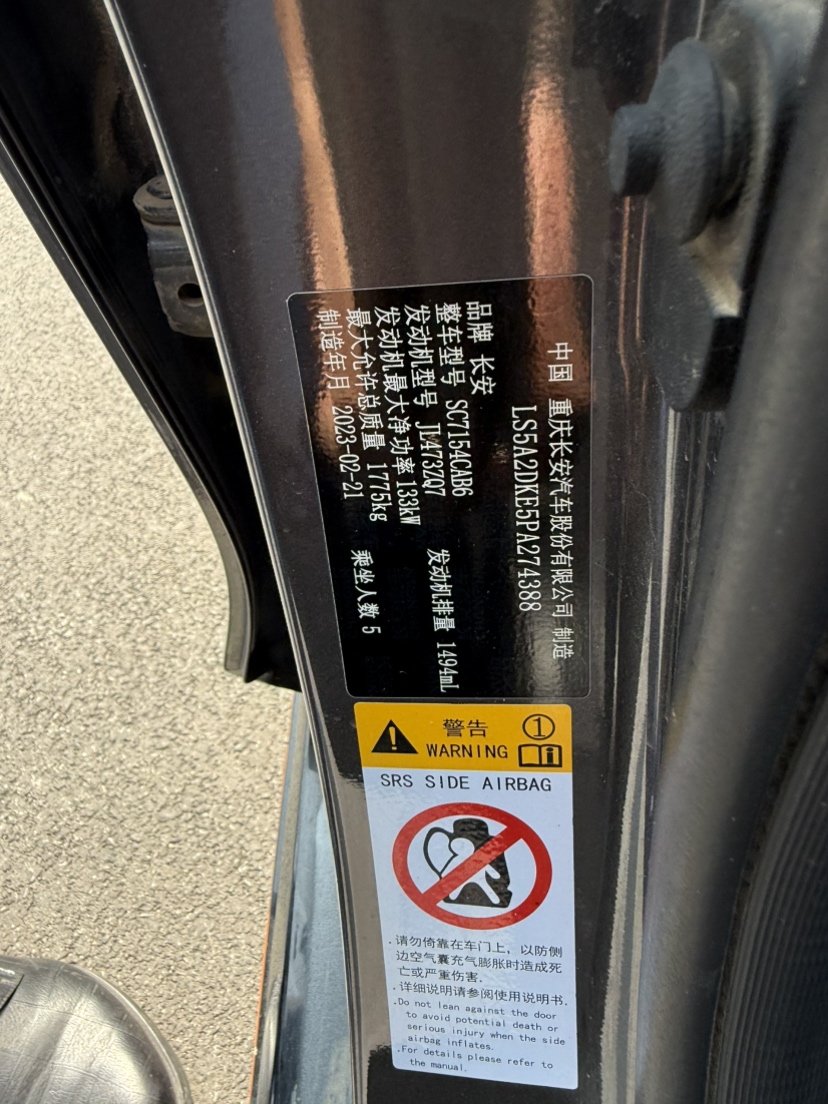 中国 重庆长安汽车股份有限公司 制造
LS5A2DKE5PA274388
品牌 长安
整车型号 SC7154CAB6
发动机型号 JL473ZQ7 发动机排量 1494mL
发动机最大净功率 133kW
最大允许总质量 1775kg 乘坐人数 5
制造年月 2023-02-21
警告 ①
WARNING
SRS SIDE AIRBAG
.请勿倚靠在车门上，以防侧
边空气囊充气膨胀时造成死
亡或严重伤害.
.详细说明请参阅使用说明书.
.Do not lean against the door
to avoid potential death or
serious injury when the side
airbag inflates.
.For details please refer to
the manual.